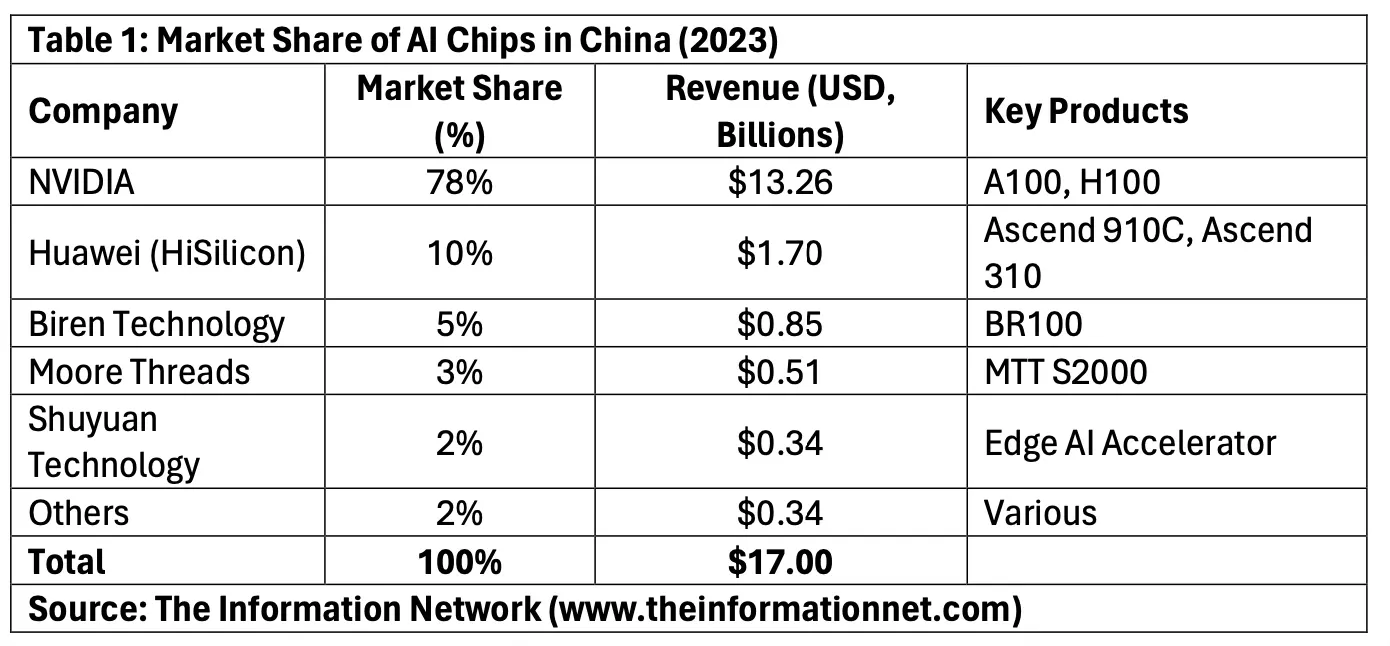 Table 1: Market Share of AI Chips in China (2023)
Company
Market Share
(%)
Revenue (USD,
Billions)
Key Products
NVIDIA
78%
$13.26
A100, H100
Huawei (HiSilicon)
10%
$1.70
Ascend 910C, Ascend
310
Biren Technology
5%
$0.85
BR100
Moore Threads
3%
$0.51
MTT S2000
Shuyuan
Technology
2%
$0.34
Edge AI Accelerator
Others
2%
$0.34
Various
Total
100%
$17.00
Source: The Information Network (www.theinformationnet.com)